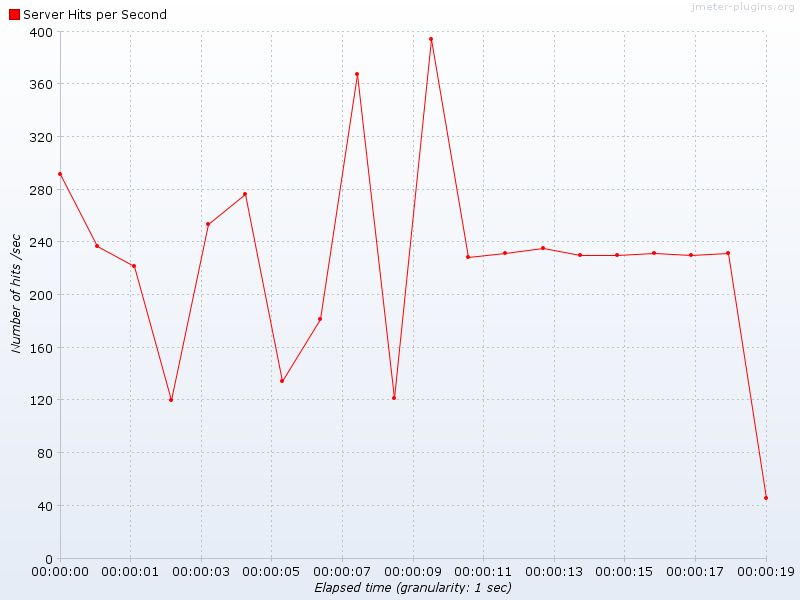 jmeter-plugins.org
Server Hits per Second
400
360
320
280
240
200
160
120
80
40
0
Number of hits /sec
00:00:00 00:00:01 00:00:03 00:00:05 00:00:07 00:00:09 00:00:11 00:00:13 00:00:15 00:00:17 00:00:19
Elapsed time (granularity: 1 sec)